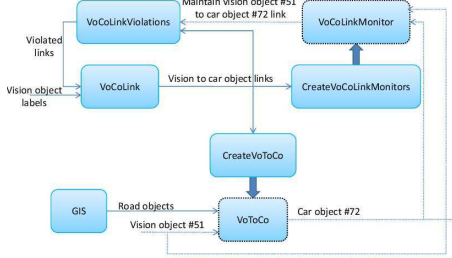 Maintain Vision object #51
to car object #72 link
VoCoLinkViolations
VoCoLinkMonitor
Violated
links
Vision object
labels
VoCoLink
Vision to car object links
CreateVoCoLinkMonitors
CreateVoToCo
GIS
Road objects
Vision object #51
VoToCo
Car object #72